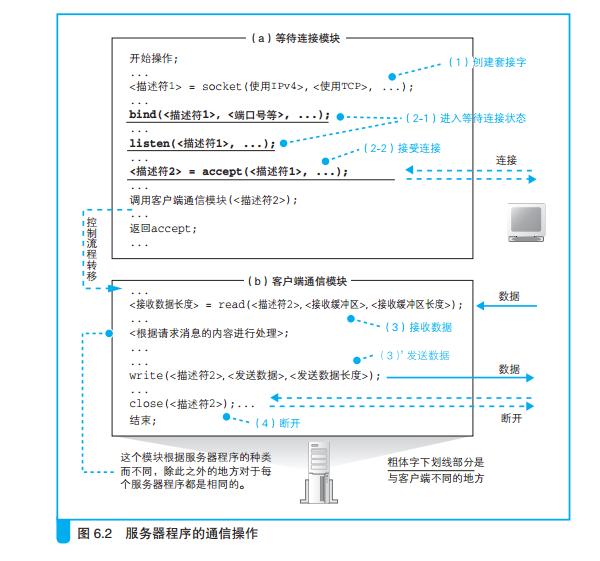 (a)等待连接模块
开始操作;
...
<描述符1> = socket(使用IPv4>,<使用TCP>, ...);
(1)创建套接字
...
bind(<描述符1>, <端口号等>, ...);
(2-1)进入等待连接状态
...
listen(<描述符1>, ...);
(2-2)接受连接
...
<描述符2> = accept(<描述符1>, ...);
连接
...
调用客户端通信模块(<描述符2>);
...
返回accept;
...
控制流程转移
(b)客户端通信模块
...
<接收数据长度> = read(<描述符2>,<接收缓冲区>,<接收缓冲区长度>);
数据
...
(3)接收数据
<根据请求消息的内容进行处理>;
...
...
(3)'发送数据
write(<描述符2>,<发送数据>,<发送数据长度>);
数据
...
close(<描述符2>);...
断开
结束;
(4)断开
这个模块根据服务器程序的种类
而不同，除此之外的地方对于每
个服务器程序都是相同的。
粗体字下划线部分是
与客户端不同的地方
图 6.2 服务器程序的通信操作